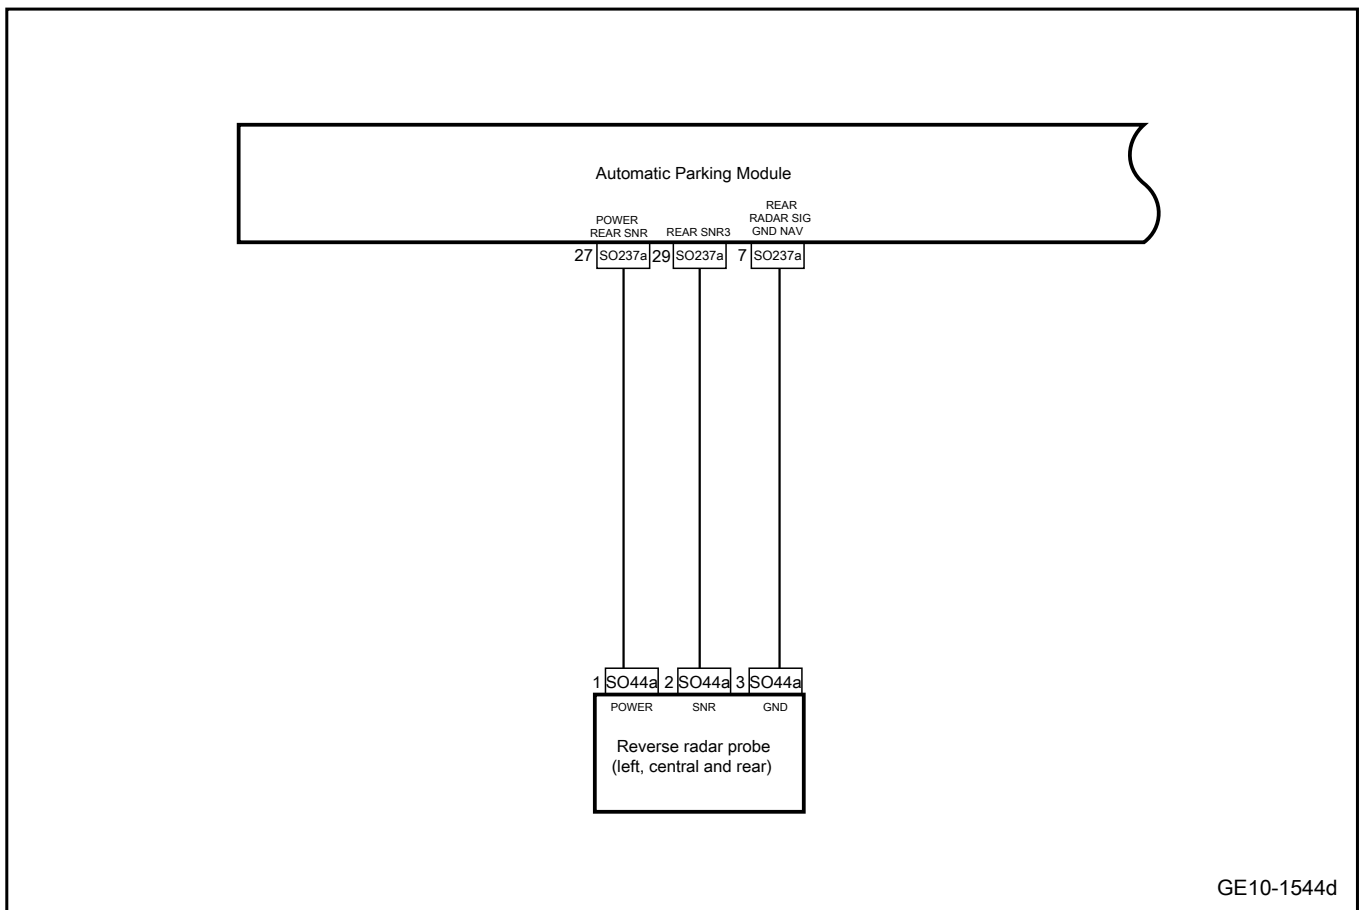 Automatic Parking Module
POWER
REAR SNR
REAR SNR3
REAR
RADAR SIG
GND NAV
27 SO237a 29 SO237a 7 SO237a
1 SO44a 2 SO44a 3 SO44a
POWER SNR GND
Reverse radar probe
(left, central and rear)
GE10-1544d